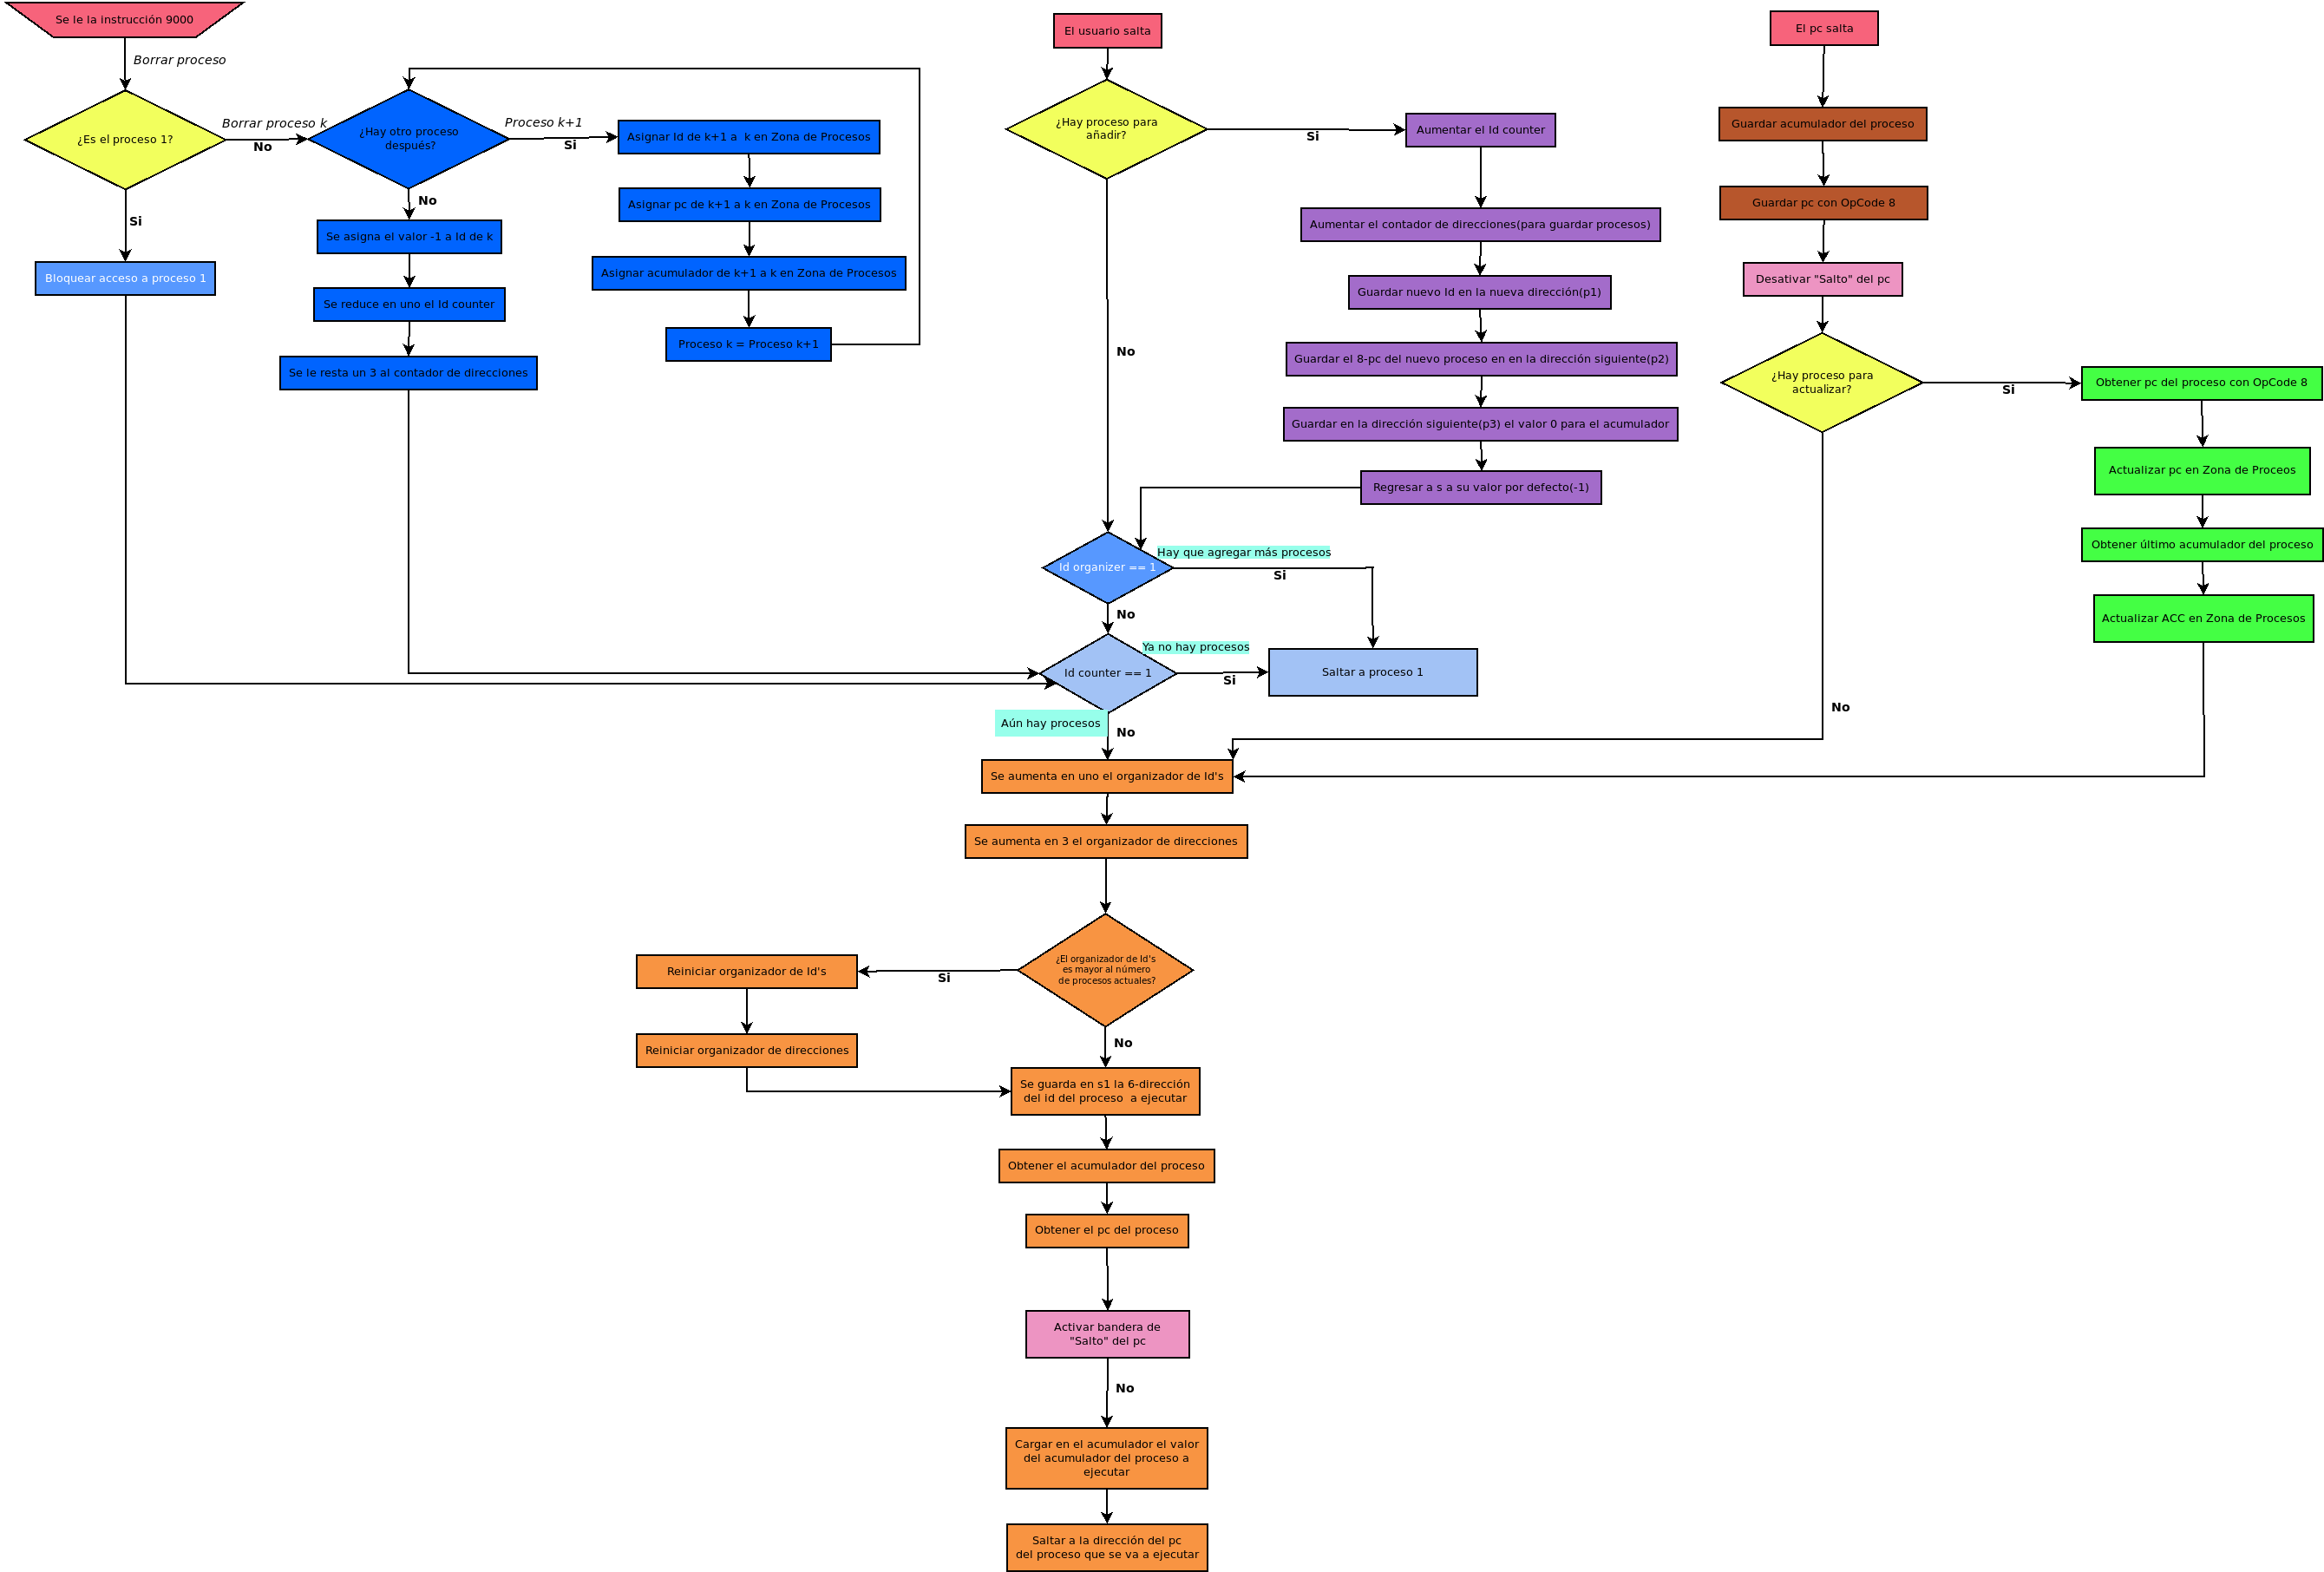 Se le la instrucción 9000
Borrar proceso
¿Es el proceso 1?
Borrar proceso k
No
Si
Bloquear acceso a proceso 1
¿Hay otro proceso
después?
Proceso k+1
Si
No
Asignar Id de k+1 a  k en Zona de Procesos
Asignar pc de k+1 a k en Zona de Procesos
Asignar acumulador de k+1 a k en Zona de Procesos
Proceso k = Proceso k+1
Se asigna el valor -1 a Id de k
Se reduce en uno el Id counter
Se le resta un 3 al contador de direcciones
El usuario salta
¿Hay proceso para
añadir?
Si
No
Aumentar el Id counter
Aumentar el contador de direcciones(para guardar procesos)
Guardar nuevo Id en la nueva dirección(p1)
Guardar el 8-pc del nuevo proceso en en la dirección siguiente(p2)
Guardar en la dirección siguiente(p3) el valor 0 para el acumulador
Regresar a s a su valor por defecto(-1)
Id organizer == 1
Hay que agregar más procesos
Si
No
Id counter == 1
Ya no hay procesos
Si
Saltar a proceso 1
Aún hay procesos
No
El pc salta
Guardar acumulador del proceso
Guardar pc con OpCode 8
Desativar "Salto" del pc
¿Hay proceso para
actualizar?
Si
No
Obtener pc del proceso con OpCode 8
Actualizar pc en Zona de Proceos
Obtener último acumulador del proceso
Actualizar ACC en Zona de Procesos
Se aumenta en uno el organizador de Id's
Se aumenta en 3 el organizador de direcciones
¿El organizador de Id's
es mayor al número
de procesos actuales?
Si
No
Reiniciar organizador de Id's
Reiniciar organizador de direcciones
Se guarda en s1 la 6-dirección
del id del proceso  a ejecutar
Obtener el acumulador del proceso
Obtener el pc del proceso
Activar bandera de
"Salto" del pc
No
Cargar en el acumulador el valor
del acumulador del proceso a
ejecutar
Saltar a la dirección del pc
del proceso que se va a ejecutar